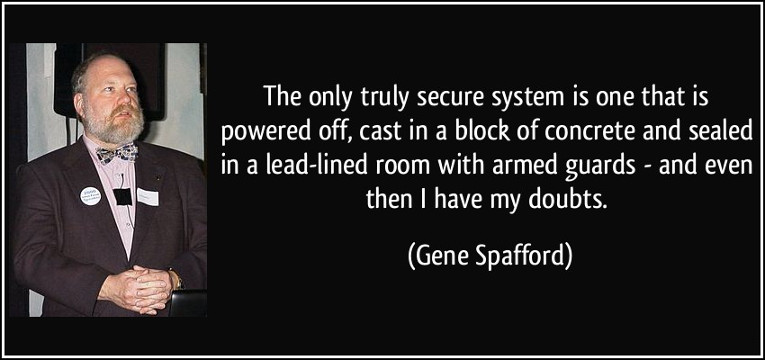 The only truly secure system is one that is
powered off, cast in a block of concrete and sealed
in a lead-lined room with armed guards - and even
then I have my doubts.
(Gene Spafford)